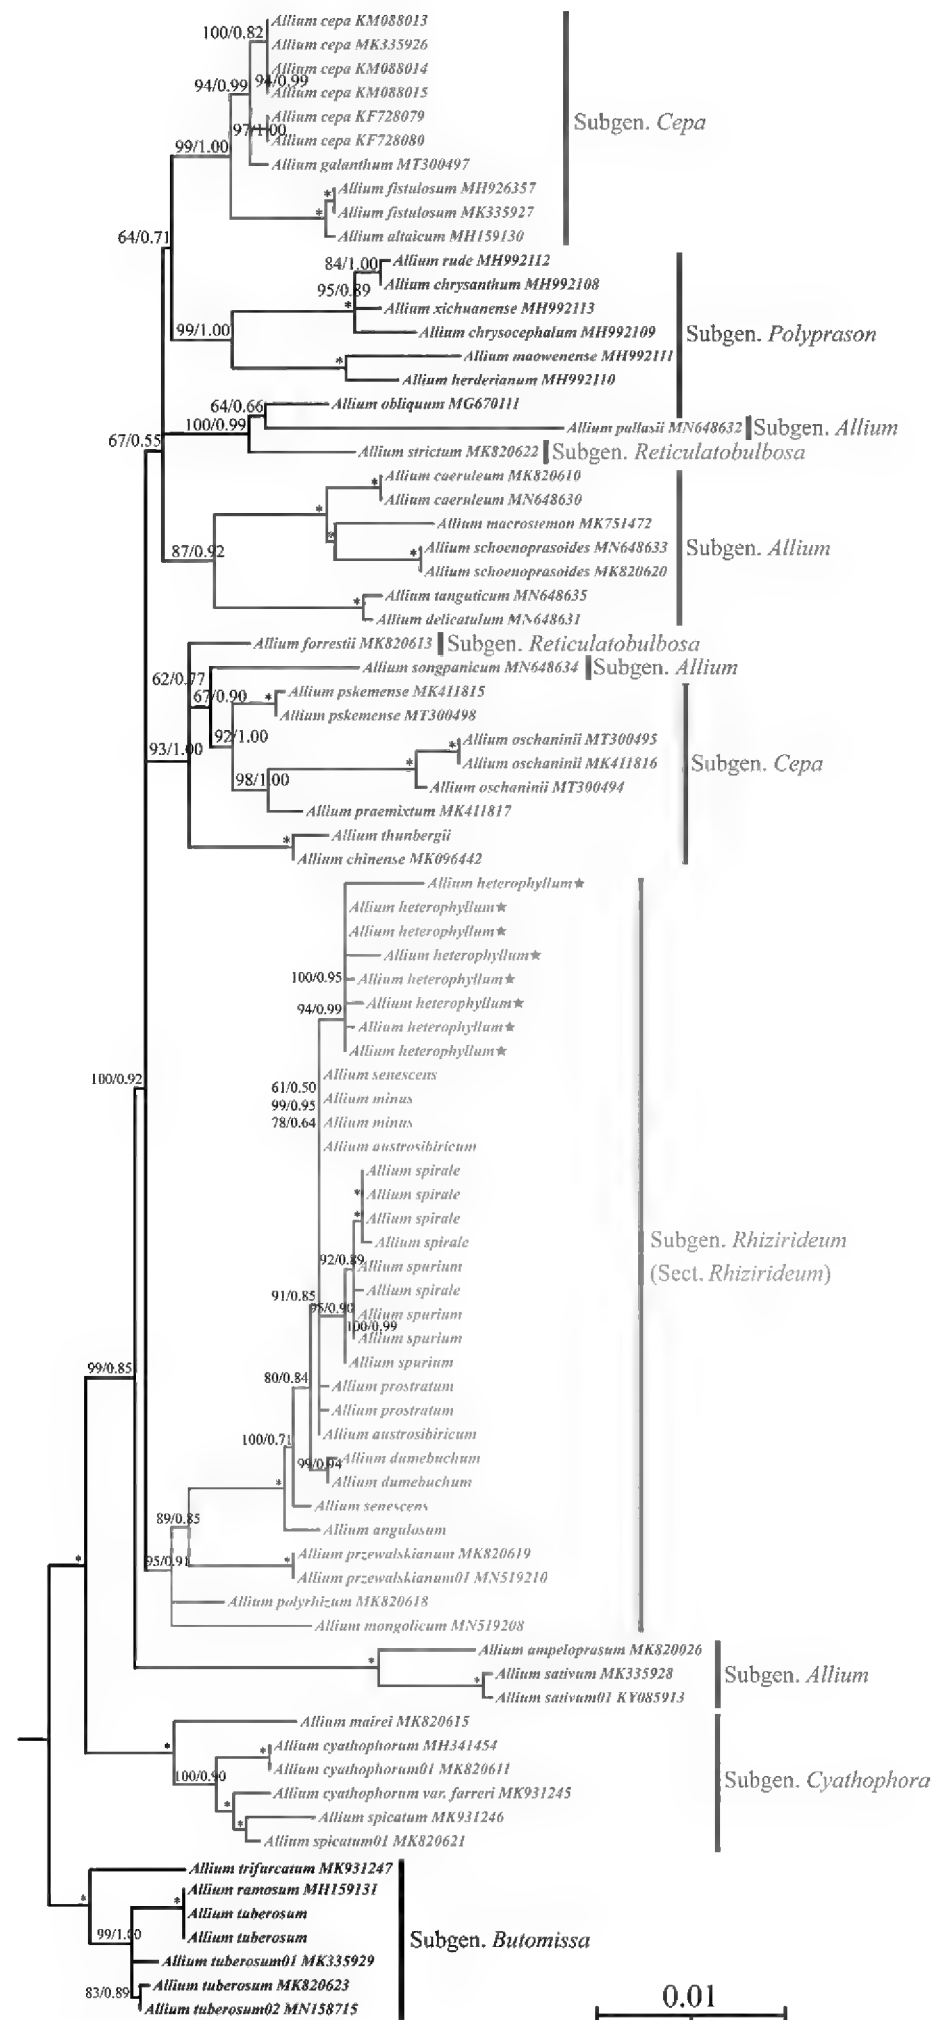 Allium cepa KM088013
100/0.82
Allium cepa MK335926
Allium cepa KM088014
94/0.99
94/0.99
Allium cepa KM088015
Allium cepa KF728079
Subgen. Cepa
97/1.00
Allium cepa KF728080
99/1.00
Allium galanthum MT300497
Allium fistulosum MH926357
*
Allium fistulosum MK335927
*
Allium altaicum MH159130
64/0.71
Allium rude MH992112
84/1.00
Allium chrysanthum MH992108
95/0.89
Allium xichuanense MH992113
*
Allium chrysocephalum MH992109
99/1.00
Subgen. Polyprason
Allium maowenense MH992111
*
Allium herderianum MH992110
Allium obliquum MG670111
64/0.66
100/0.99
Allium pallasii MN648632
Subgen. Allium
67/0.55
Allium strictum MK820622
Subgen. Reticulatobulbosa
Allium caeruleum MK820610
*
Allium caeruleum MN648630
*
Allium macrostemon MK751472
*
Allium schoenoprasoides MN648633
*
Subgen. Allium
87/0.92
Allium schoenoprasoides MK820620
Allium tanguticum MN648635
*
Allium delicatulum MN648631
Allium forrestii MK820613
Subgen. Reticulatobulbosa
Allium songpanicum MN648634
Subgen. Allium
62/0.77
67/0.90
Allium pskemense MK411815
*
Allium pskemense MT300498
92/1.00
Allium oschaninii MT300495
*
93/1.00
Allium oschaninii MK411816
*
Subgen. Cepa
98/1.00
Allium oschaninii MT300494
Allium praemixtum MK411817
Allium thunbergii
*
Allium chinense MK096442
Allium heterophyllum★
Allium heterophyllum★
Allium heterophyllum★
Allium heterophyllum★
100/0.95
Allium heterophyllum★
Allium heterophyllum★
94/0.99
Allium heterophyllum★
Allium heterophyllum★
100/0.92
Allium senescens
61/0.50
Allium minus
99/0.95
Allium minus
78/0.64
Allium austrosibiricum
Allium spirale
Allium spirale
*
Allium spirale
*
Allium spirale
Subgen. Rhizirideum
(Sect. Rhizirideum)
92/0.89
Allium spurium
Allium spirale
91/0.85
95/0.90
Allium spurium
100/0.99
Allium spurium
Allium spurium
99/0.85
80/0.84
Allium prostratum
Allium prostratum
Allium austrosibiricum
100/0.71
Allium dumebuchum
99/0.94
Allium dumebuchum
*
Allium senescens
89/0.85
Allium angulosum
Allium przewalskianum MK820619
*
95/0.91
*
Allium przewalskianum01 MN519210
Allium polyrhizum MK820618
Allium mongolicum MN519208
Allium ampeloprasum MK820026
*
Allium sativum MK335928
*
Subgen. Allium
Allium sativum01 KY085913
Allium mairei MK820615
*
Allium cyathophorum MH341454
*
Allium cyathophorum01 MK820611
100/0.90
Subgen. Cyathophora
Allium cyathophorum var. farreri MK931245
*
Allium spicatum MK931246
*
Allium spicatum01 MK820621
Allium trifurcatum MK931247
Allium ramosum MH159131
*
*
Allium tuberosum
Allium tuberosum
99/1.00
Subgen. Butomissa
Allium tuberosum01 MK335929
Allium tuberosum MK820623
83/0.89
Allium tuberosum02 MN158715
0.01